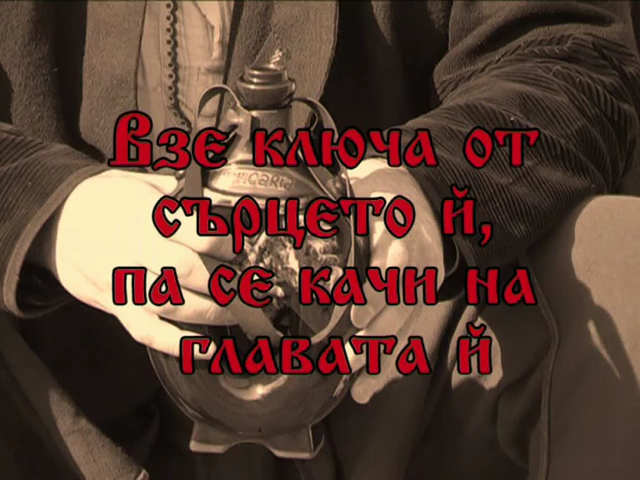 Взе ключа от
сърцето й,
па се качи на
главата й